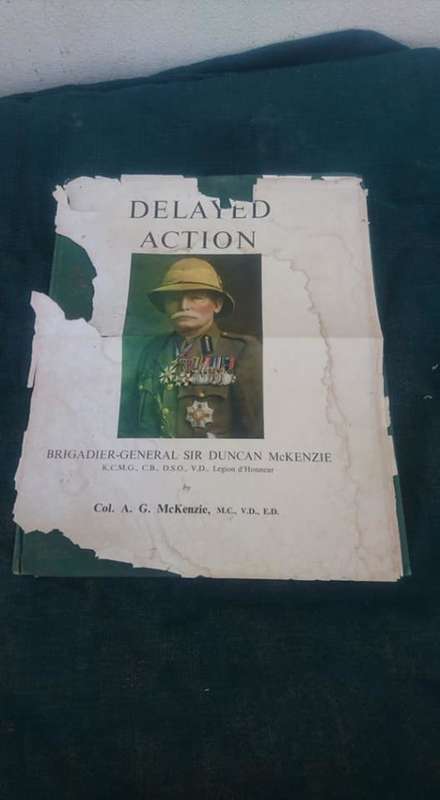 DELAYED
ACTION
BRIGADIER-GENERAL SIR DUNCAN McKENZIE
K.C.M.G., C.B., D.S.O., V.D., Legion d'Honneur
by
Col. A. G. McKenzie, M.C., V.D., E.D.